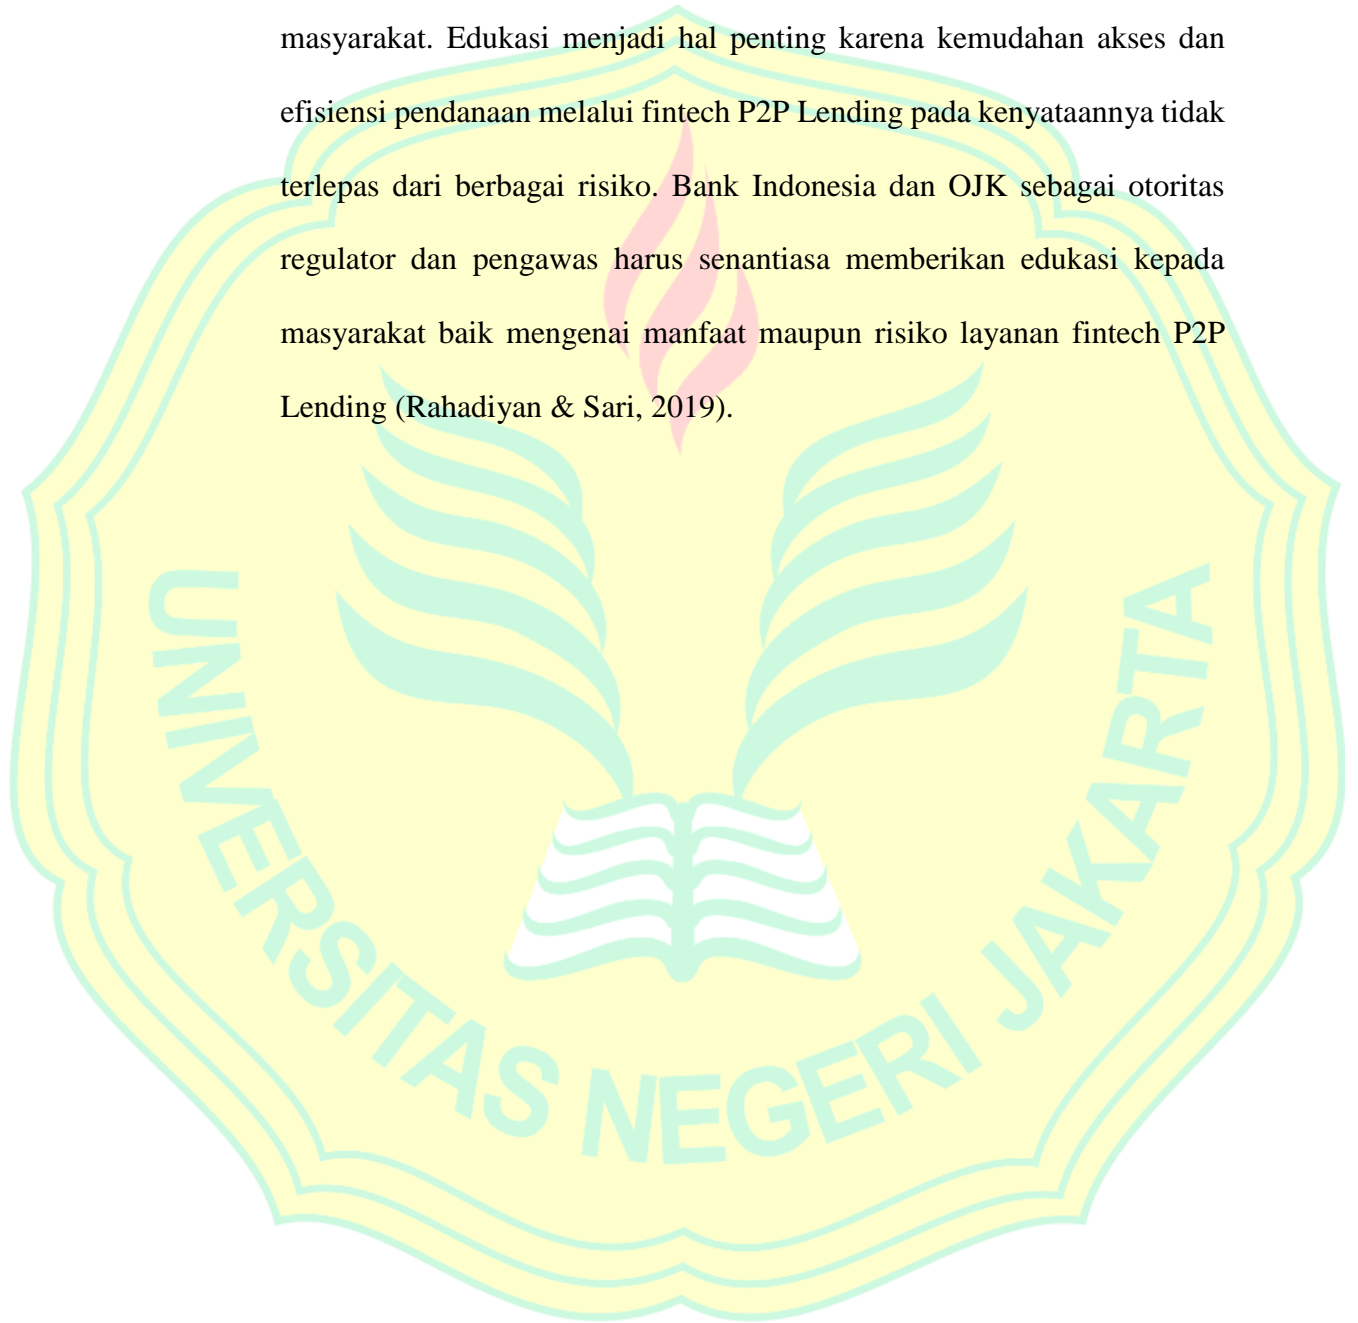 masyarakat. Edukasi menjadi hal penting karena kemudahan akses dan
efisiensi pendanaan melalui fintech P2P Lending pada kenyataannya tidak
terlepas dari berbagai risiko. Bank Indonesia dan OJK sebagai otoritas
regulator dan pengawas harus senantiasa memberikan edukasi kepada
masyarakat baik mengenai manfaat maupun risiko layanan fintech P2P
Lending (Rahadiyan & Sari, 2019).
UNIVERSITAS NEGERI JAKARTA